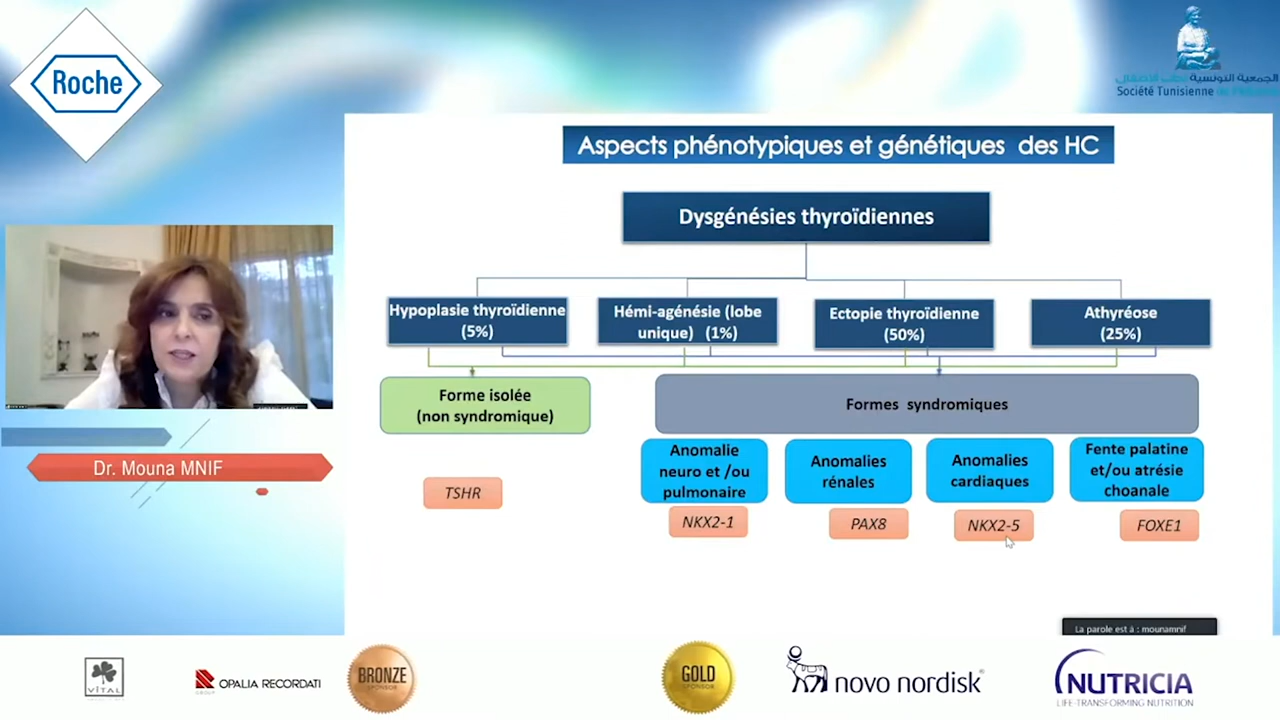 Roche
الجمعية التونسية لطب الأطفال
Société Tunisienne
Aspects phénotypiques et génétiques des HC
Dysgénésies thyroïdiennes
Hypoplasie thyroïdienne
(5%)
Hémi-agénésie (lobe
unique) (1%)
Ectopie thyroïdienne
(50%)
Athyréose
(25%)
Forme isolée
(non syndromique)
Formes syndromiques
Anomalie
neuro et /ou
pulmonaire
Anomalies
rénales
Anomalies
cardiaques
Fente palatine
et/ou atrésie
choanale
TSHR
NKX2-1
PAX8
NKX2-5
FOXE1
Dr. Mouna MNIF
La parole est à : mounamnif
VITAL
OPALIA RECORDATI
GROUP
BRONZE
SPONSOR
GOLD
SPONSOR
novo nordisk
NUTRICIA
LIFE-TRANSFORMING NUTRITION